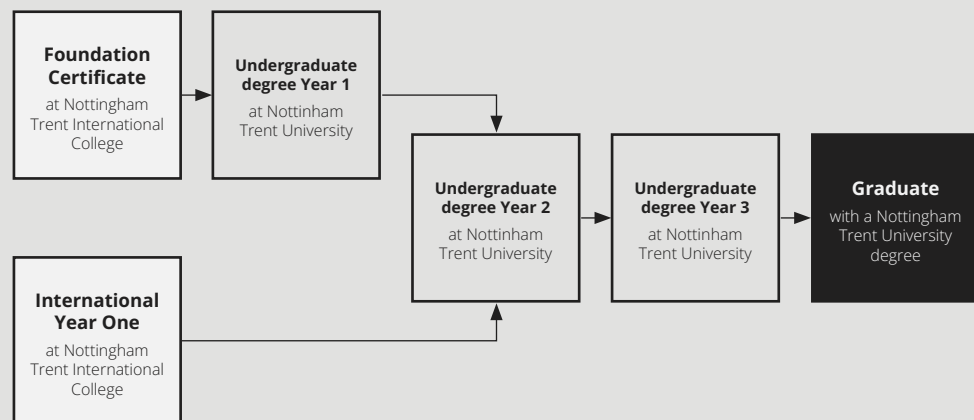 Foundation
Certificate
at Nottingham
Trent International
College
Undergraduate
degree Year 1
at Nottinham
Trent University
Undergraduate
degree Year 2
at Nottinham
Trent University
Undergraduate
degree Year 3
at Nottinham
Trent University
Graduate
with a Nottingham
Trent University
degree
International
Year One
at Nottingham
Trent International
College